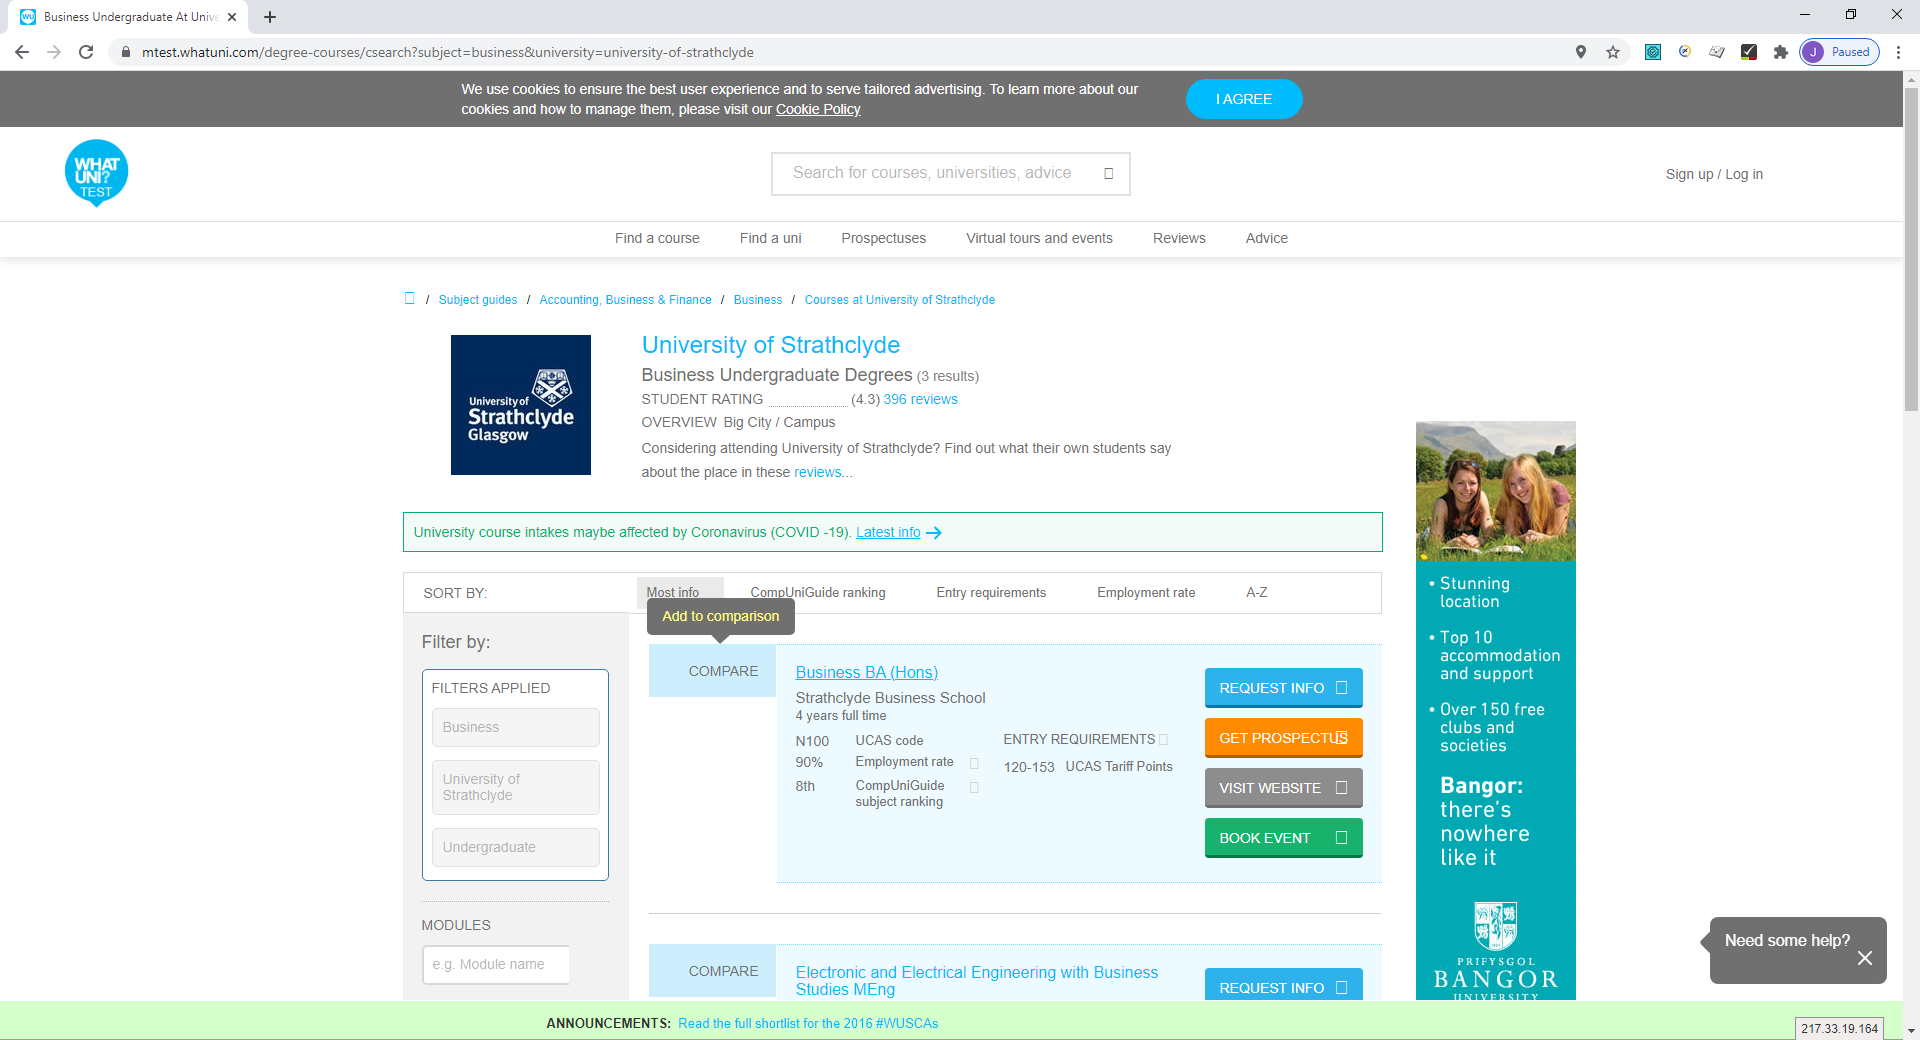 Business Undergraduate At Unive
mtest.whatuni.com/degree-courses/csearch?subject=business&university=university-of-strathclyde
J Paused
We use cookies to ensure the best user experience and to serve tailored advertising. To learn more about our
cookies and how to manage them, please visit our Cookie Policy
I AGREE
WHAT
UNI?
TEST
Search for courses, universities, advice
Sign up / Log in
Find a course Find a uni Prospectuses Virtual tours and events Reviews Advice
/ Subject guides / Accounting, Business & Finance / Business / Courses at University of Strathclyde
University of
Strathclyde
Glasgow
University of Strathclyde
Business Undergraduate Degrees (3 results)
STUDENT RATING (4.3) 396 reviews
OVERVIEW Big City / Campus
Considering attending University of Strathclyde? Find out what their own students say
about the place in these reviews...
University course intakes maybe affected by Coronavirus (COVID -19). Latest info →
SORT BY: Most info CompUniGuide ranking Entry requirements Employment rate A-Z
Add to comparison
Filter by:
FILTERS APPLIED
Business
University of
Strathclyde
Undergraduate
MODULES
e.g. Module name
COMPARE
Business BA (Hons)
Strathclyde Business School
4 years full time
N100 UCAS code
90% Employment rate
8th CompUniGuide
subject ranking
ENTRY REQUIREMENTS
120-153 UCAS Tariff Points
REQUEST INFO
GET PROSPECTUS
VISIT WEBSITE
BOOK EVENT
COMPARE
Electronic and Electrical Engineering with Business
Studies MEng
REQUEST INFO
• Stunning
location
• Top 10
accommodation
and support
• Over 150 free
clubs and
societies
Bangor:
there's
nowhere
like it
PRIFYSGOL
BANGOR
UNIVERSITY
Need some help?
ANNOUNCEMENTS: Read the full shortlist for the 2016 #WUSCAs
217.33.19.164